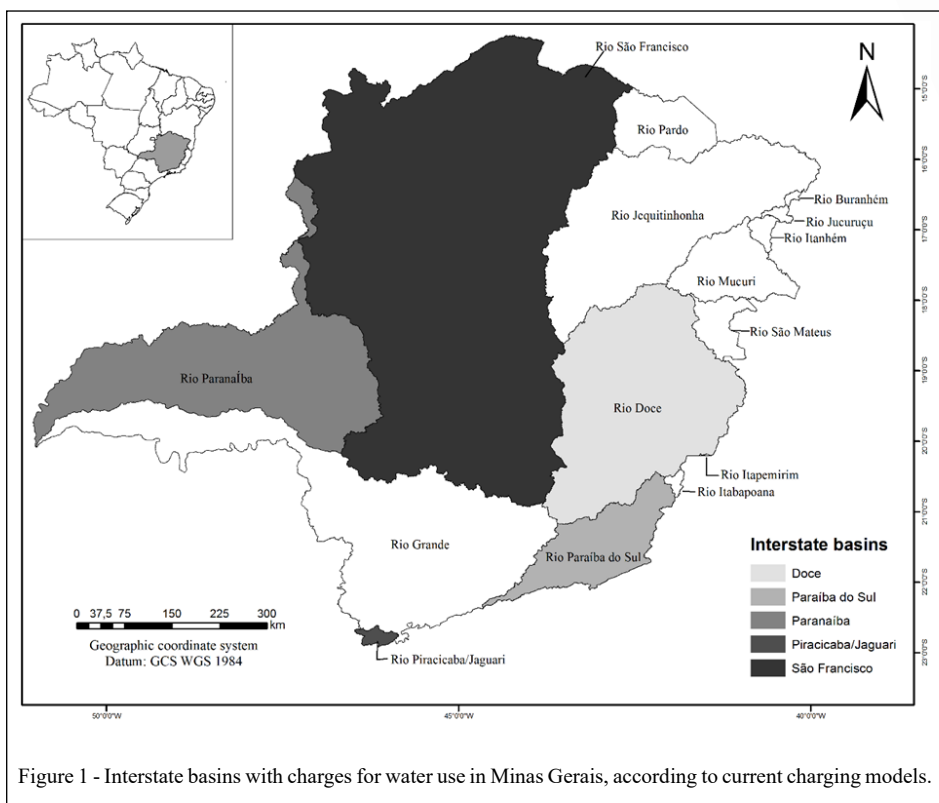 N
Rio São Francisco
15°0'0"S
Rio Pardo
16°0'0"S
Rio Buranhém
Rio Jequitinhonha
Rio Jucuruçu
17°0'0"S
Rio Itanhém
Rio Mucuri
18°0'0"S
Rio São Mateus
19°0'0"S
Rio ParanaÍba
Rio Doce
20°0'0"S
Rio Itapemirim
Rio Itabapoana
21°0'0"S
Rio Grande
Rio Paraíba do Sul
Interstate basins
Doce
22°0'0"S
Paraíba do Sul
0 37,5 75 150 225 300
km
Paranaíba
Geographic coordinate system
Datum: GCS WGS 1984
23°0'0"S
Rio Piracicaba/Jaguari
Piracicaba/Jaguari
São Francisco
50°0'0"W 45°0'0"W 40°0'0"W
Figure 1 - Interstate basins with charges for water use in Minas Gerais, according to current charging models.